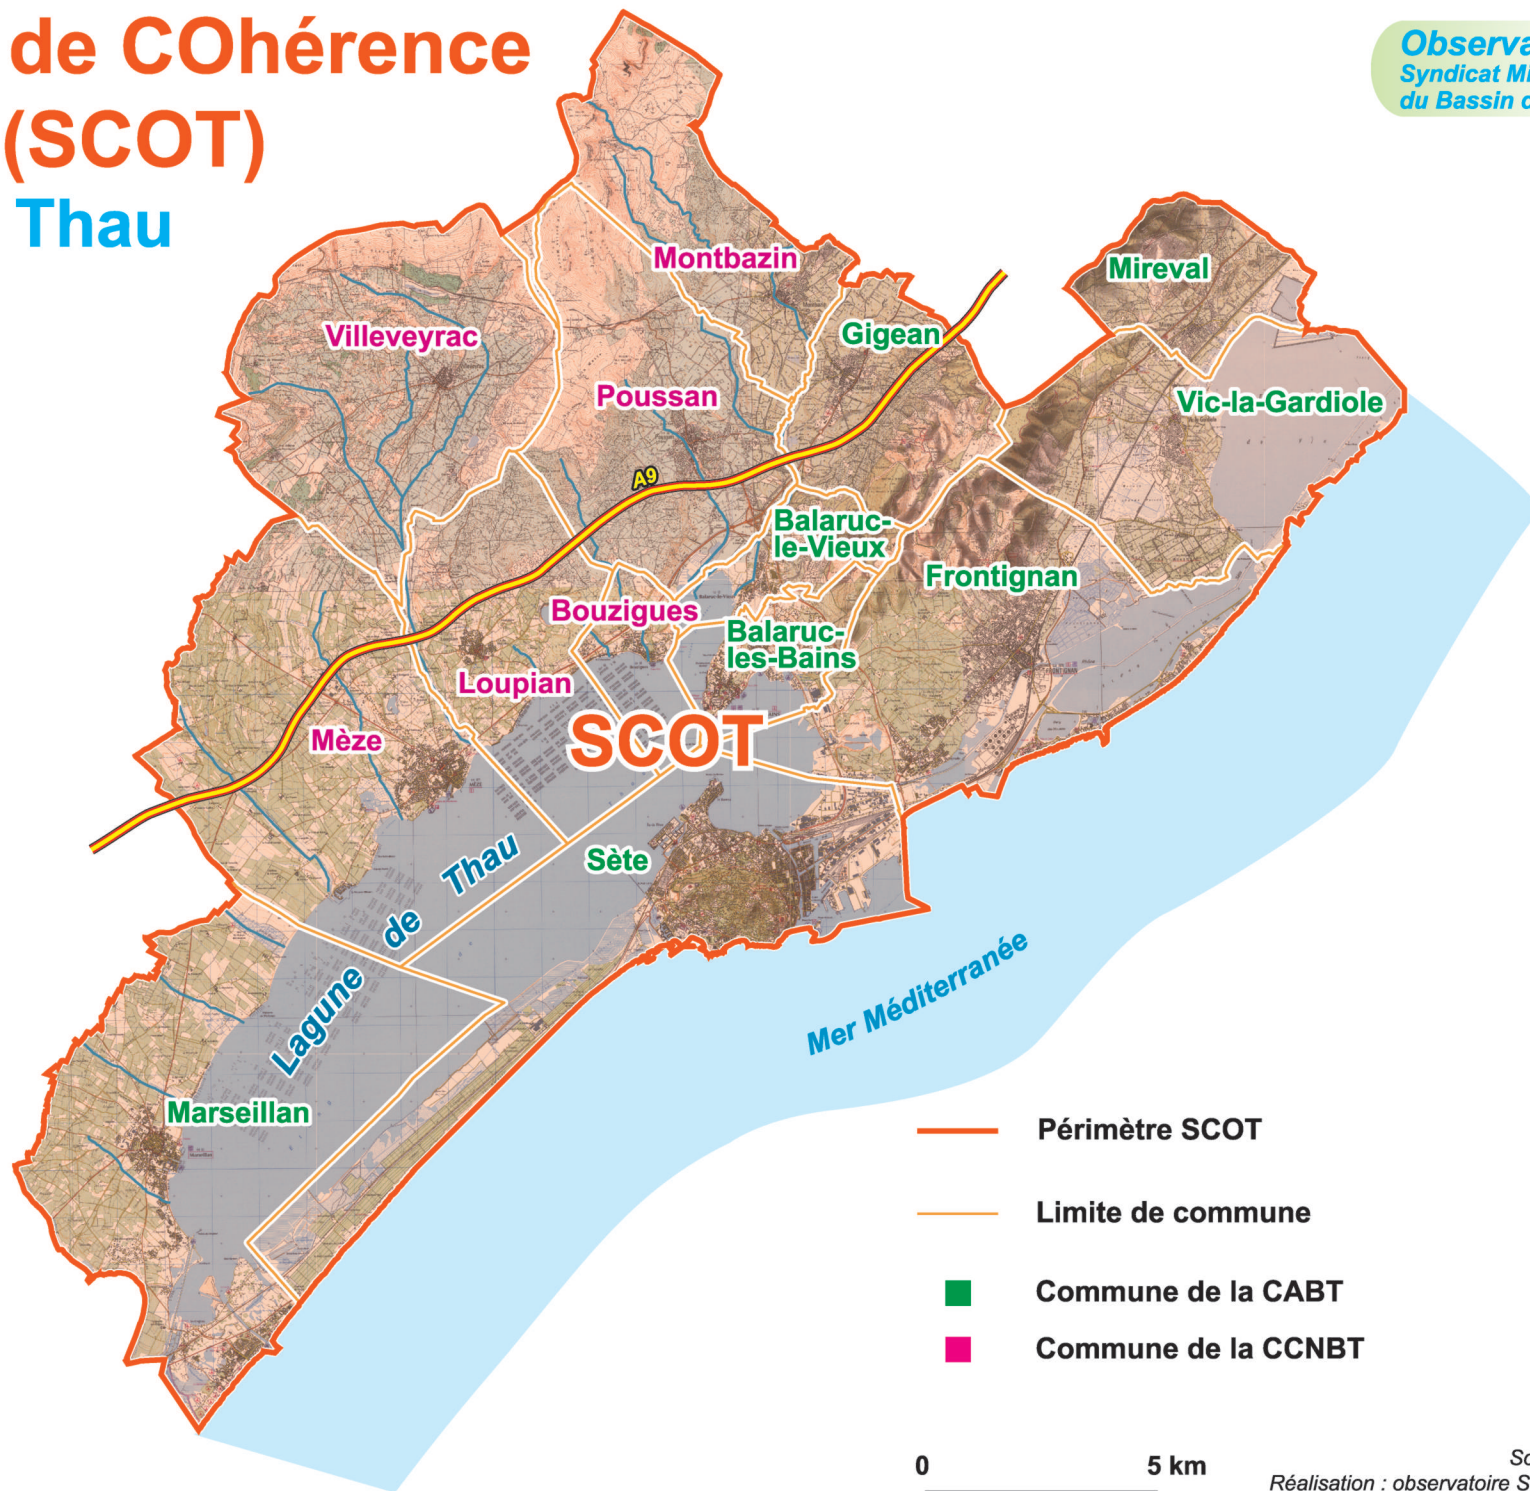 de COhérence
(SCOT)
Thau
Observa
Syndicat Mi
du Bassin d
Montbazin
Mireval
Villeveyrac
Gigean
Poussan
Vic-la-Gardiole
A9
Balaruc-
le-Vieux
Frontignan
Bouzigues
Balaruc-
les-Bains
Loupian
SCOT
Mèze
Sète
Lagune de Thau
Mer Méditerranée
Marseillan
Périmètre SCOT
Limite de commune
Commune de la CABT
Commune de la CCNBT
0 5 km
So
Réalisation : observatoire S